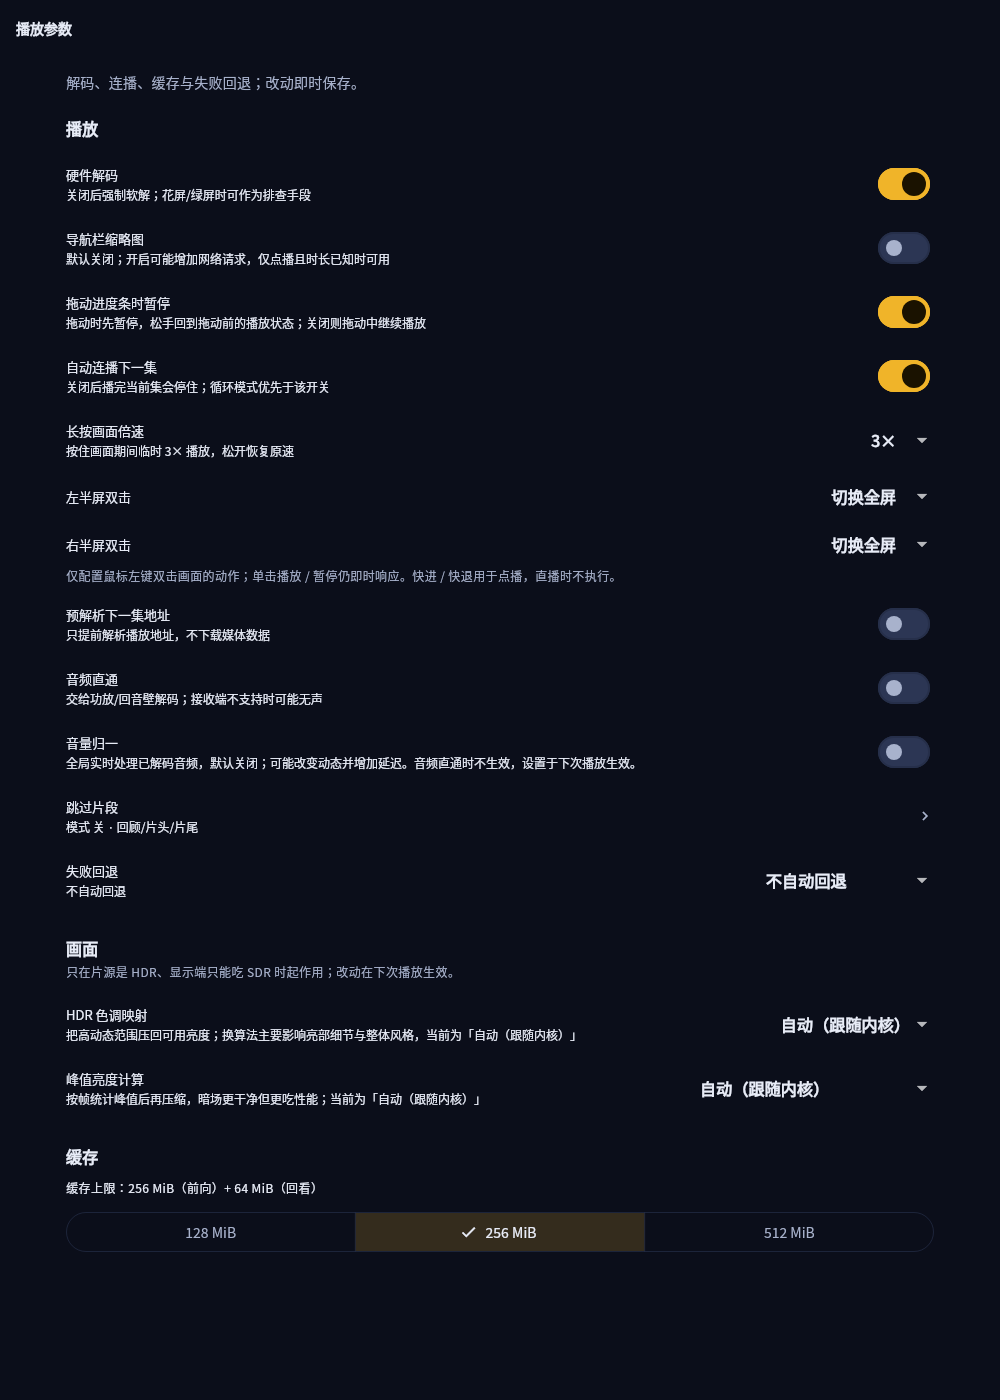 播放参数
解码、连播、缓存与失败回退；改动即时保存。
播放
硬件解码
关闭后强制软解；花屏/绿屏时可作为排查手段
导航栏缩略图
默认关闭；开启可能增加网络请求，仅点播且时长已知时可用
拖动进度条时暂停
拖动时先暂停，松手回到拖动前的播放状态；关闭则拖动中继续播放
自动连播下一集
关闭后播完当前集会停住；循环模式优先于该开关
长按画面倍速
按住画面期间临时 3× 播放，松开恢复原速
3×
左半屏双击
切换全屏
右半屏双击
切换全屏
仅配置鼠标左键双击画面的动作；单击播放 / 暂停仍即时响应。快进 / 快退用于点播，直播时不执行。
预解析下一集地址
只提前解析播放地址，不下载媒体数据
音频直通
交给功放/回音壁解码；接收端不支持时可能无声
音量归一
全局实时处理已解码音频，默认关闭；可能改变动态并增加延迟。音频直通时不生效，设置于下次播放生效。
跳过片段
模式 关 · 回顾/片头/片尾
失败回退
不自动回退
不自动回退
画面
只在片源是 HDR、显示端只能吃 SDR 时起作用；改动在下次播放生效。
HDR 色调映射
把高动态范围压回可用亮度；换算法主要影响亮部细节与整体风格，当前为「自动（跟随内核）」
自动（跟随内核）
峰值亮度计算
按帧统计峰值后再压缩，暗场更干净但更吃性能；当前为「自动（跟随内核）」
自动（跟随内核）
缓存
缓存上限：256 MiB（前向）+ 64 MiB（回看）
128 MiB
256 MiB
512 MiB